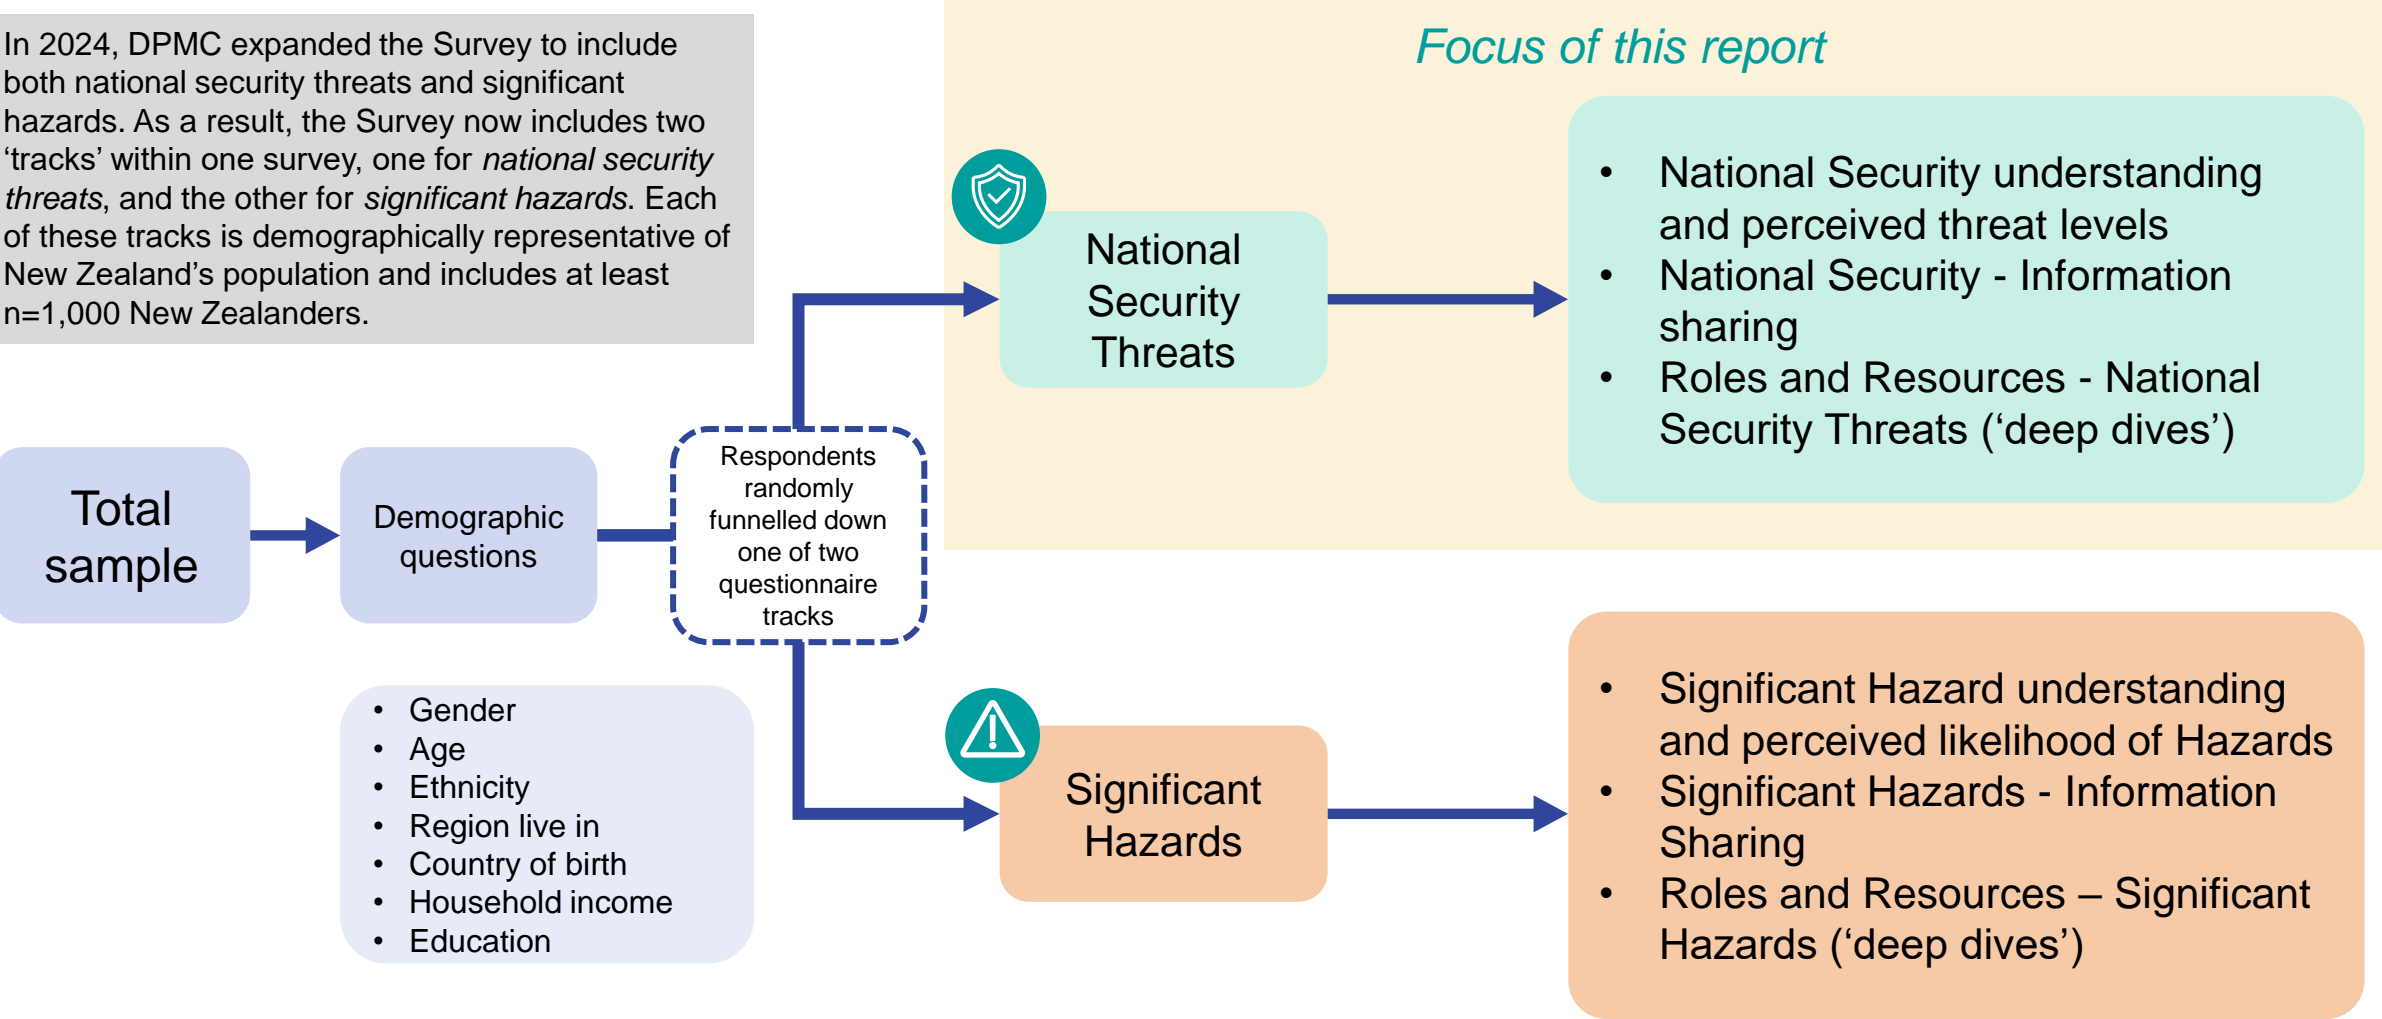 In 2024, DPMC expanded the Survey to include
both national security threats and significant
hazards. As a result, the Survey now includes two
‘tracks’ within one survey, one for national security
threats, and the other for significant hazards. Each
of these tracks is demographically representative of
New Zealand’s population and includes at least
n=1,000 New Zealanders.
Focus of this report
Total
sample
Demographic
questions
• Gender
• Age
• Ethnicity
• Region live in
• Country of birth
• Household income
• Education
Respondents
randomly
funnelled down
one of two
questionnaire
tracks
National
Security
Threats
• National Security understanding
and perceived threat levels
• National Security - Information
sharing
• Roles and Resources - National
Security Threats (‘deep dives’)
Significant
Hazards
• Significant Hazard understanding
and perceived likelihood of Hazards
• Significant Hazards - Information
Sharing
• Roles and Resources – Significant
Hazards (‘deep dives’)